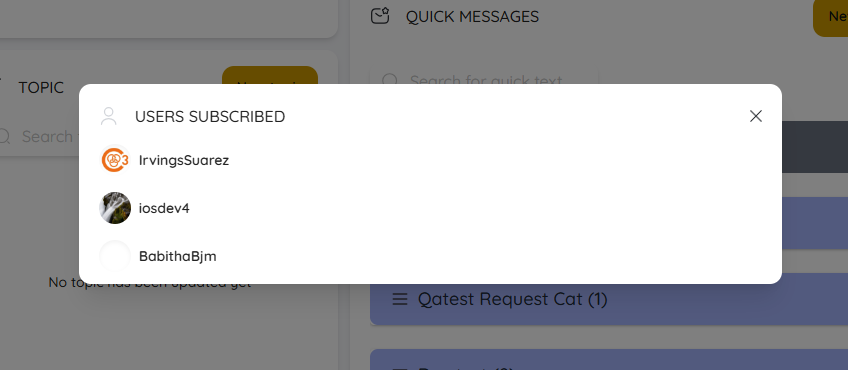 QUICK MESSAGES
Ne
TOPIC
Search for quick text
USERS SUBSCRIBED
Search
IrvingsSuarez
iosdev4
BabithaBjm
No topic has been updated yet
Qatest Request Cat (1)